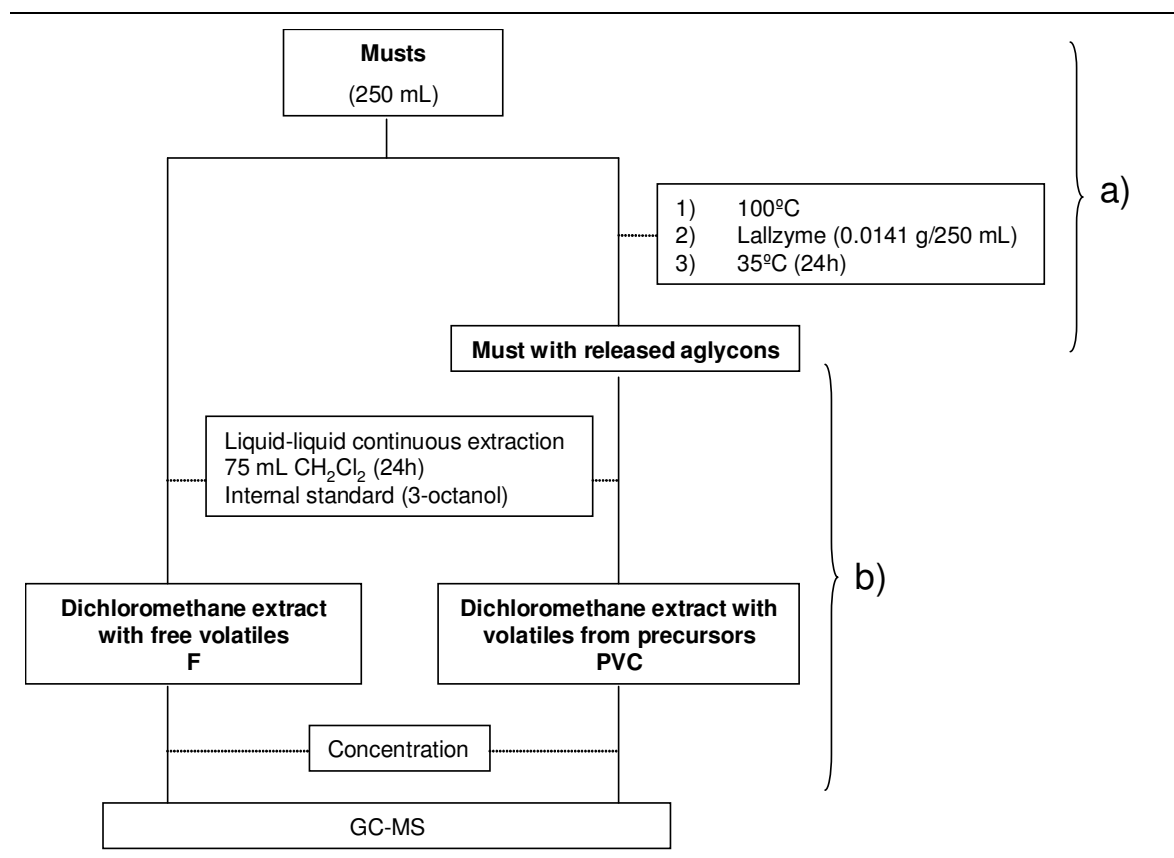 Musts
(250 mL)
1) 100ºC
2) Lallzyme (0.0141 g/250 mL)
3) 35ºC (24h)
a)
Must with released aglycons
Liquid-liquid continuous extraction
75 mL CH₂Cl₂ (24h)
Internal standard (3-octanol)
b)
Dichloromethane extract
with free volatiles
F
Dichloromethane extract with
volatiles from precursors
PVC
Concentration
GC-MS